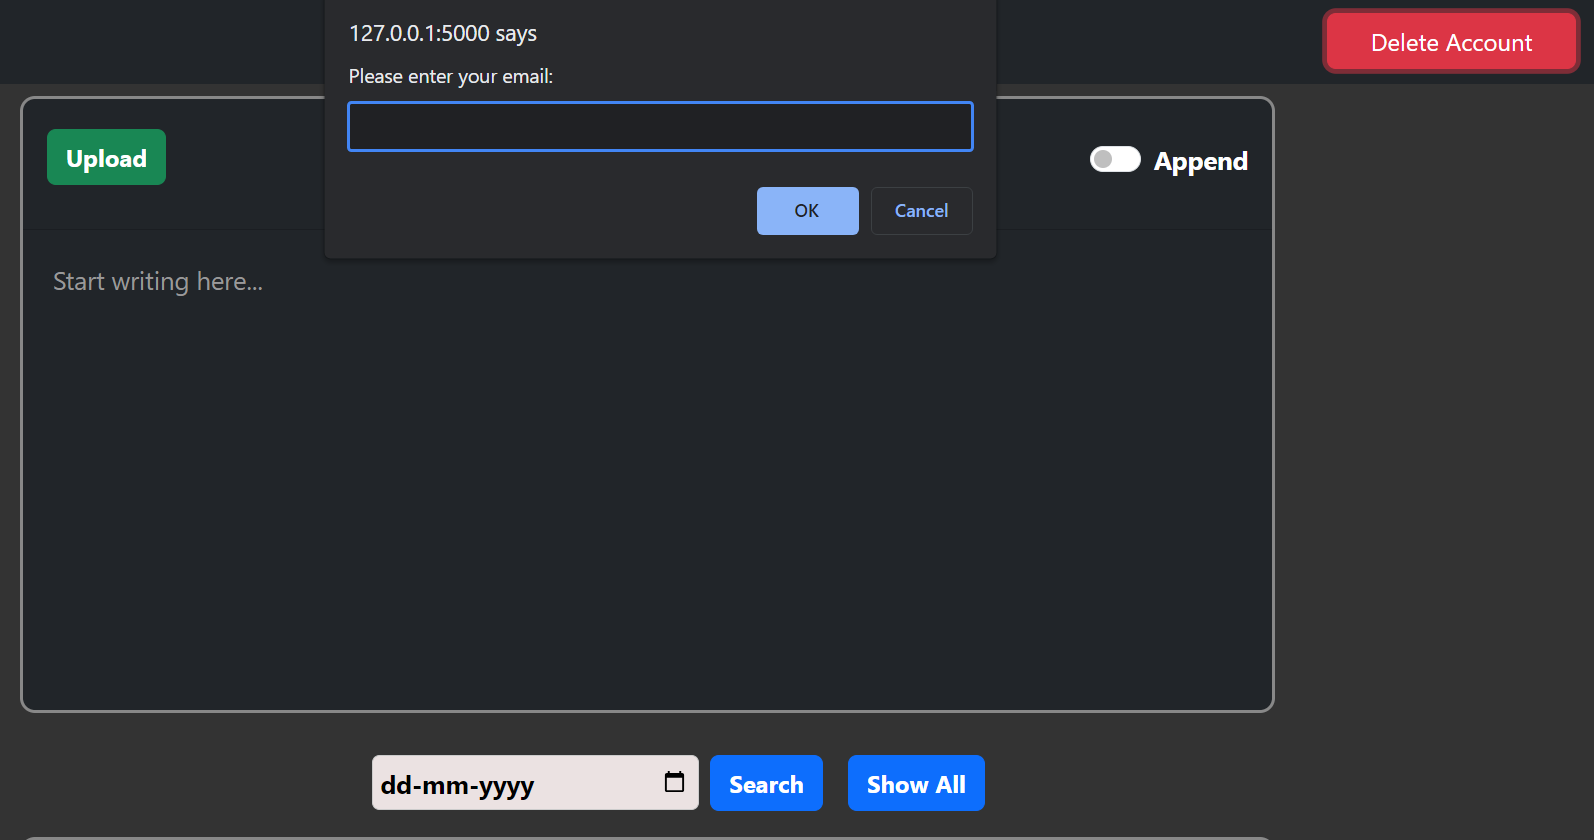 127.0.0.1:5000 says
Please enter your email:
OK
Cancel
Delete Account
Upload
Append
Start writing here...
dd-mm-yyyy
Search
Show All